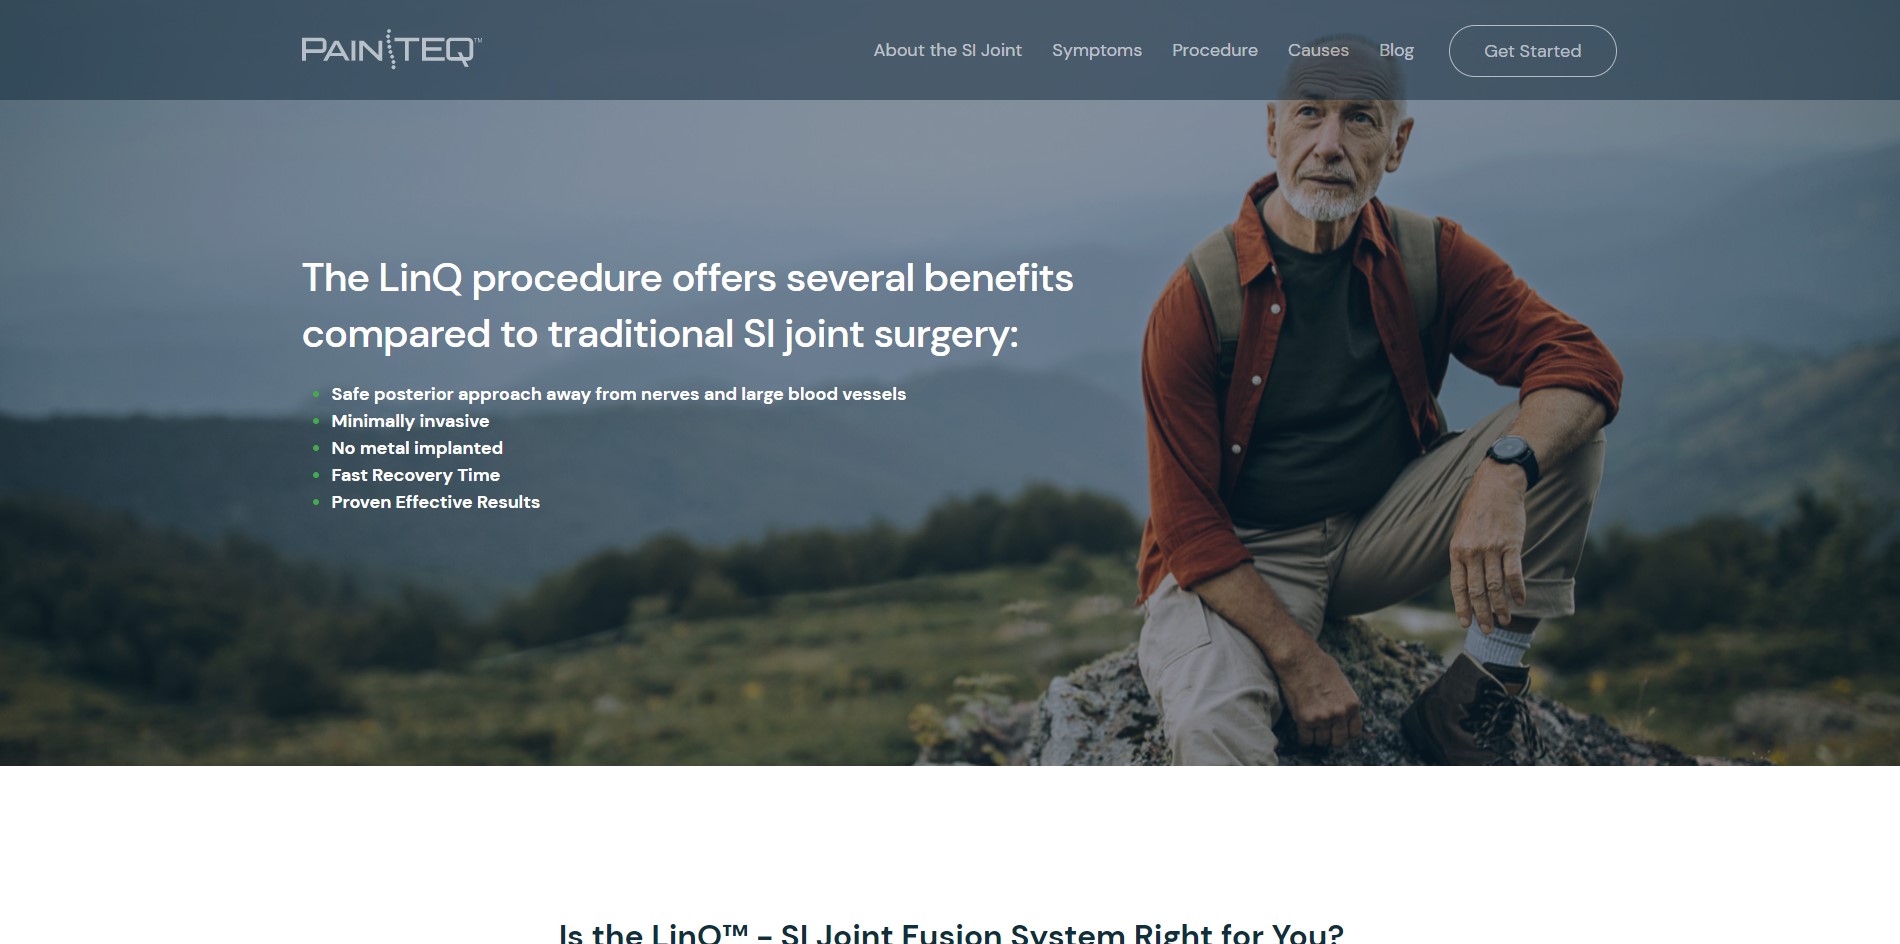 PAINTEQ™
About the SI Joint
Symptoms
Procedure
Causes
Blog
Get Started
The LinQ procedure offers several benefits
compared to traditional SI joint surgery:
Safe posterior approach away from nerves and large blood vessels
Minimally invasive
No metal implanted
Fast Recovery Time
Proven Effective Results
Is the LinQ™ – SI Joint Fusion System Right for You?